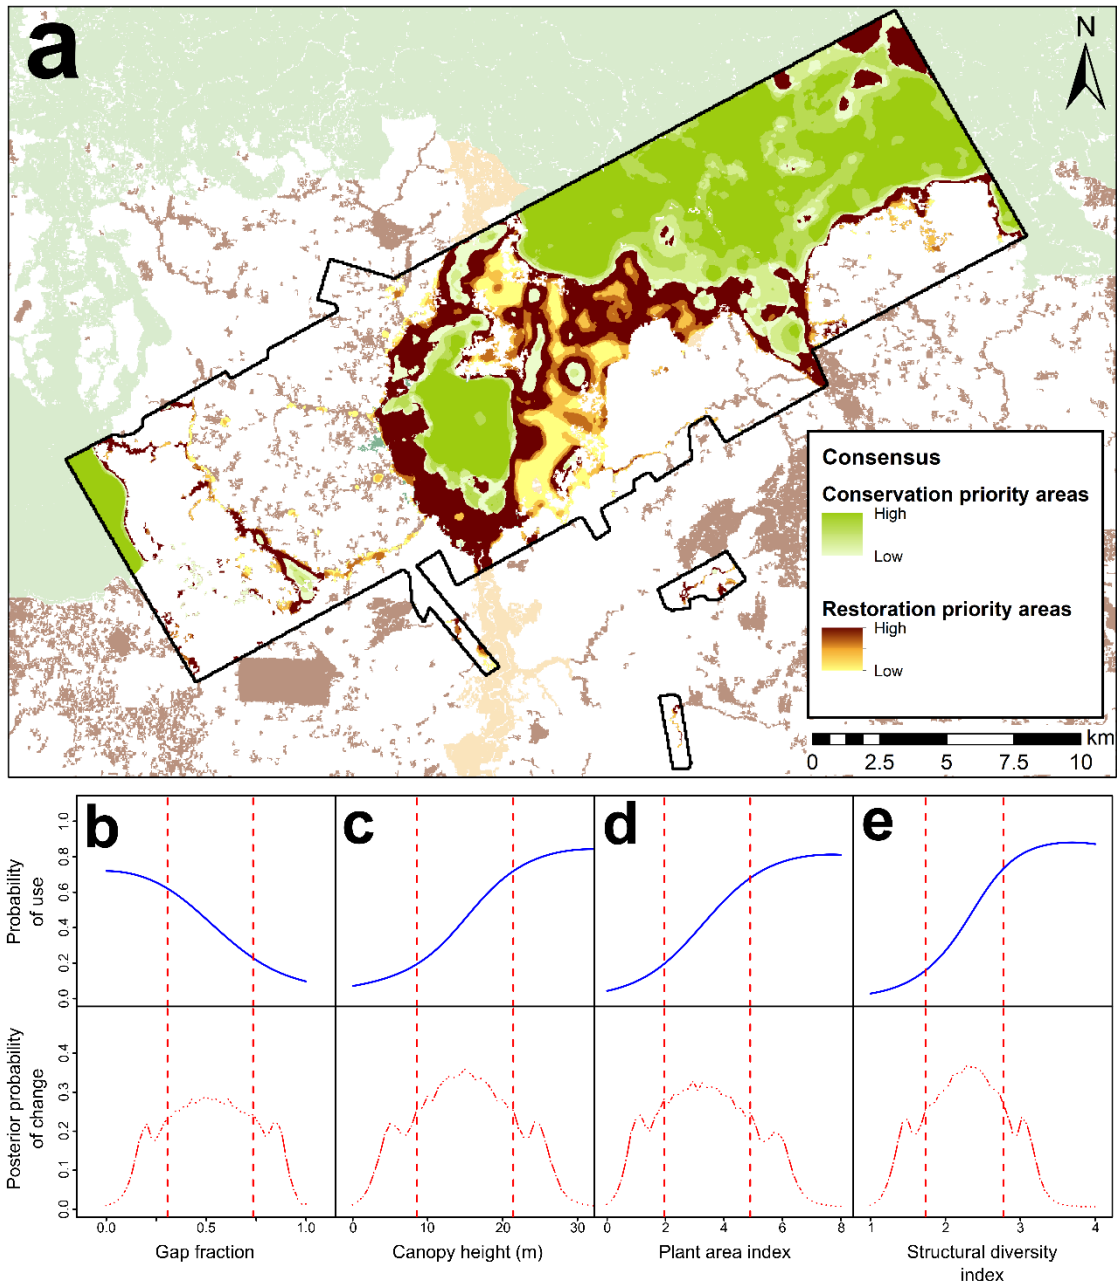 a
N
Consensus
Conservation priority areas
High
Low
Restoration priority areas
High
Low
km
0 2.5 5 7.5 10
b c d e
Probability
of use
1.0
0.8
0.6
0.4
0.2
0.0
Posterior probability
of change
0.4
0.3
0.2
0.1
0.0
0.0 0.5 1.0
0 10 20 30
0 2 4 6 8
1 2 3 4
Gap fraction
Canopy height (m)
Plant area index
Structural diversity
index